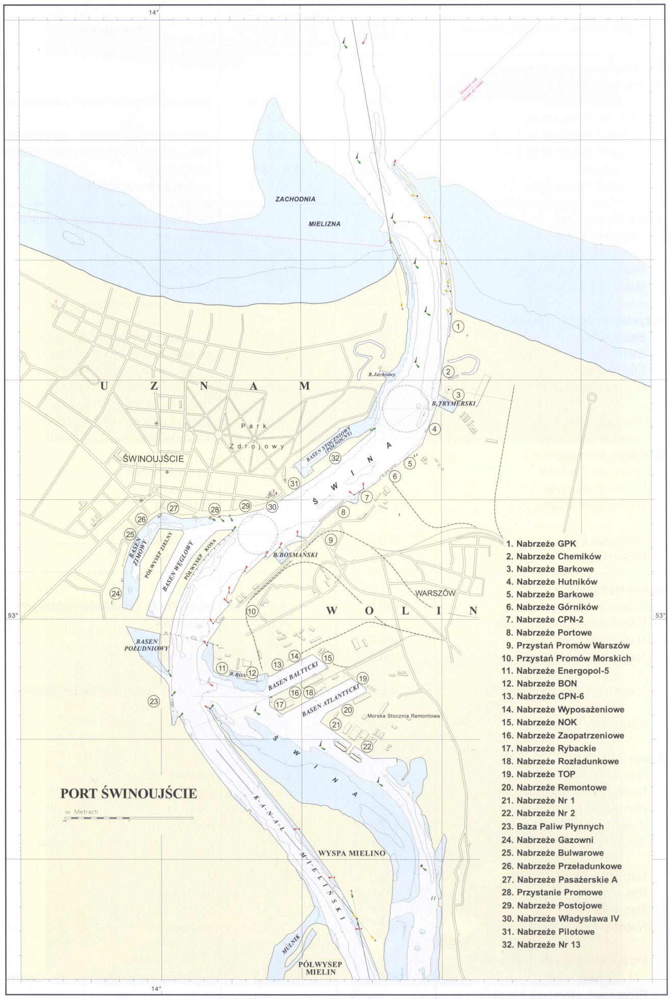 14°
Granica redy
(Limit of roads)
ZACHODNIA
MIELIZNA
1
B.Jachtowy
2
U Z N A M
3
B.TRYMERSKI
Park
Zdrojowy
4
BASEN STOCZNIOWY
(PÓŁNOCNY)
32
ŚWINOUJŚCIE
5
ŚWINA
6
31
7
27
28
29
30
8
26
25
9
BASEN
ZIMOWY
PÓŁWYSEP ZIELNY
BASEN WĘGLOWY
PÓŁWYSEP KOSA
B.BOSMAŃSKI
24
WARSZÓW
10
W O L I N
53°
53°
BASEN
POŁUDNIOWY
14
15
13
11
B.BON
12
BASEN BAŁTYCKI
19
16
18
23
17
BASEN ATLANTYCKI
20
Morska Stocznia Remontowa
21
22
ŚWINA
PORT ŚWINOUJŚCIE
w Metrach
KANAŁ MIELIŃSKI
WYSPA MIELINO
MULNIK
PÓŁWYSEP
MIELIN
14°
1. Nabrzeże GPK
2. Nabrzeże Chemików
3. Nabrzeże Barkowe
4. Nabrzeże Hutników
5. Nabrzeże Barkowe
6. Nabrzeże Górników
7. Nabrzeże CPN-2
8. Nabrzeże Portowe
9. Przystań Promów Warszów
10. Przystań Promów Morskich
11. Nabrzeże Energopol-5
12. Nabrzeże BON
13. Nabrzeże CPN-6
14. Nabrzeże Wyposażeniowe
15. Nabrzeże NOK
16. Nabrzeże Zaopatrzeniowe
17. Nabrzeże Rybackie
18. Nabrzeże Rozładunkowe
19. Nabrzeże TOP
20. Nabrzeże Remontowe
21. Nabrzeże Nr 1
22. Nabrzeże Nr 2
23. Baza Paliw Płynnych
24. Nabrzeże Gazowni
25. Nabrzeże Bulwarowe
26. Nabrzeże Przeładunkowe
27. Nabrzeże Pasażerskie A
28. Przystanie Promowe
29. Nabrzeże Postojowe
30. Nabrzeże Władysława IV
31. Nabrzeże Pilotowe
32. Nabrzeże Nr 13